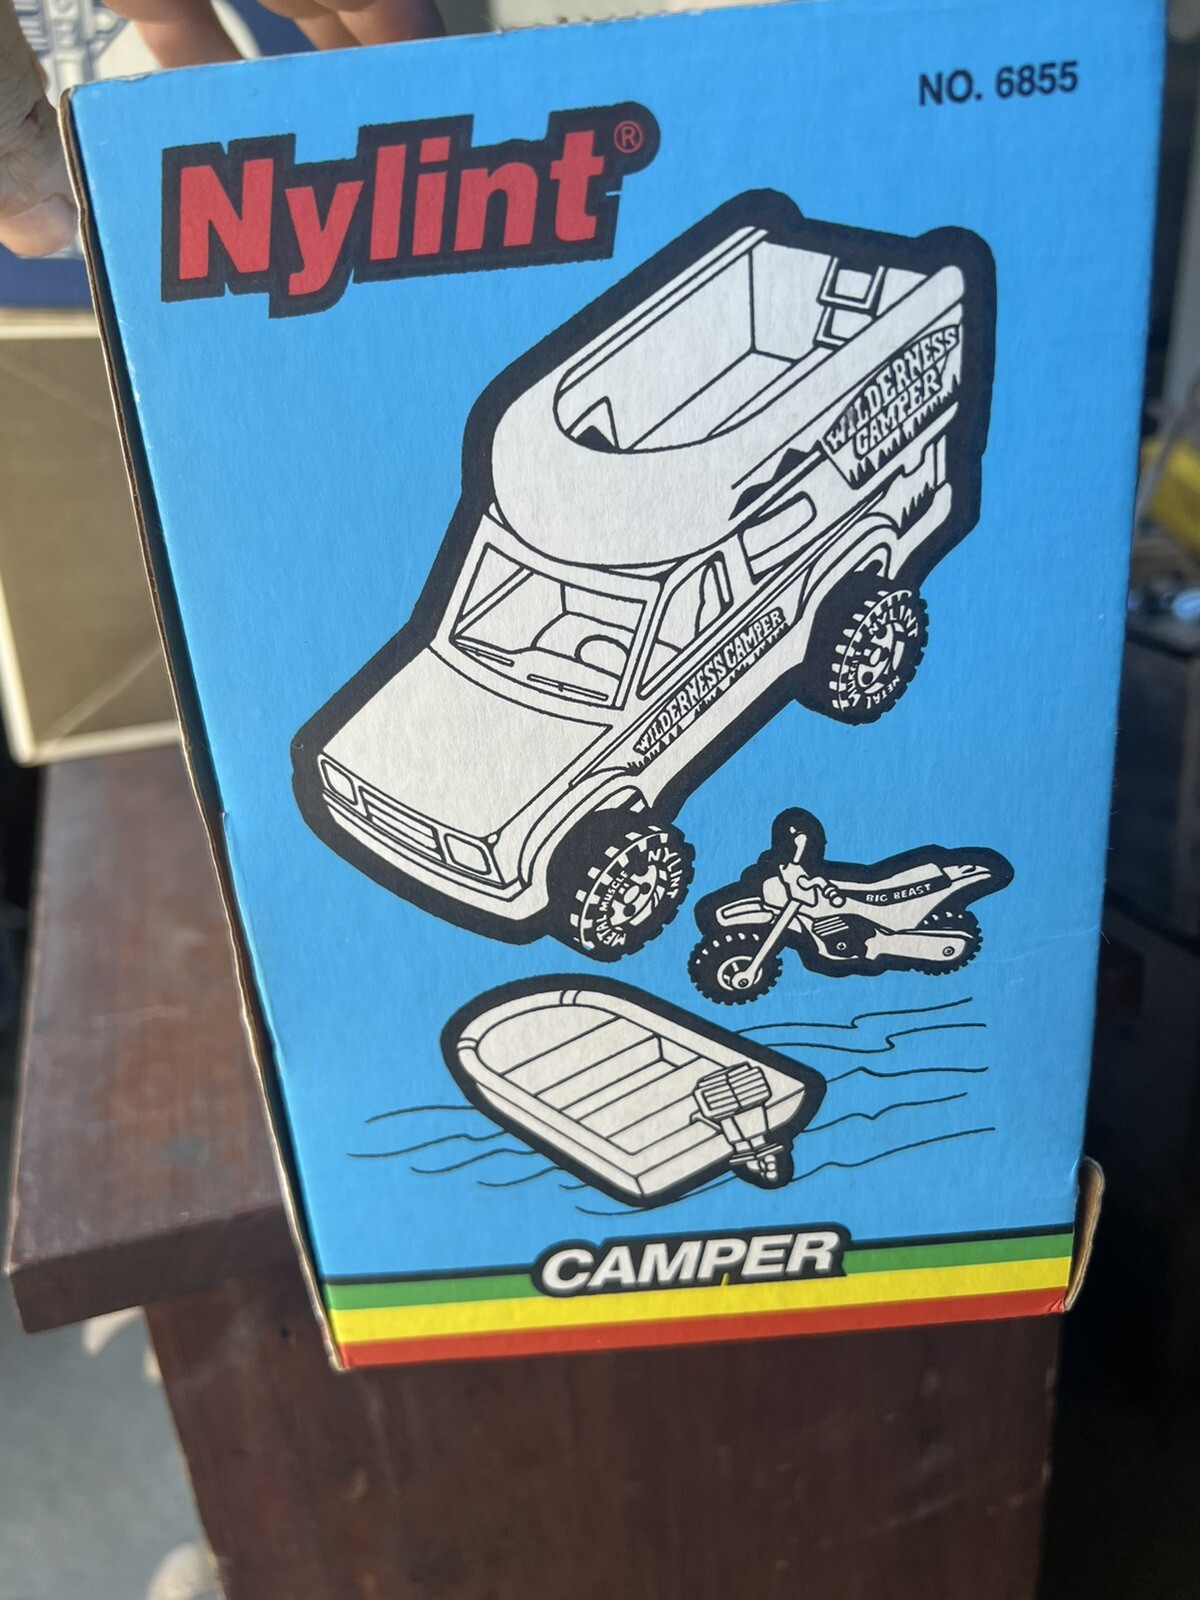 NO. 6855
Nylint®
WILDERNESS
CAMPER
WILDERNESS CAMPER
NYLINT
METAL MUSCLE
NYLINT
METAL MUSCLE
BIG BEAST
CAMPER